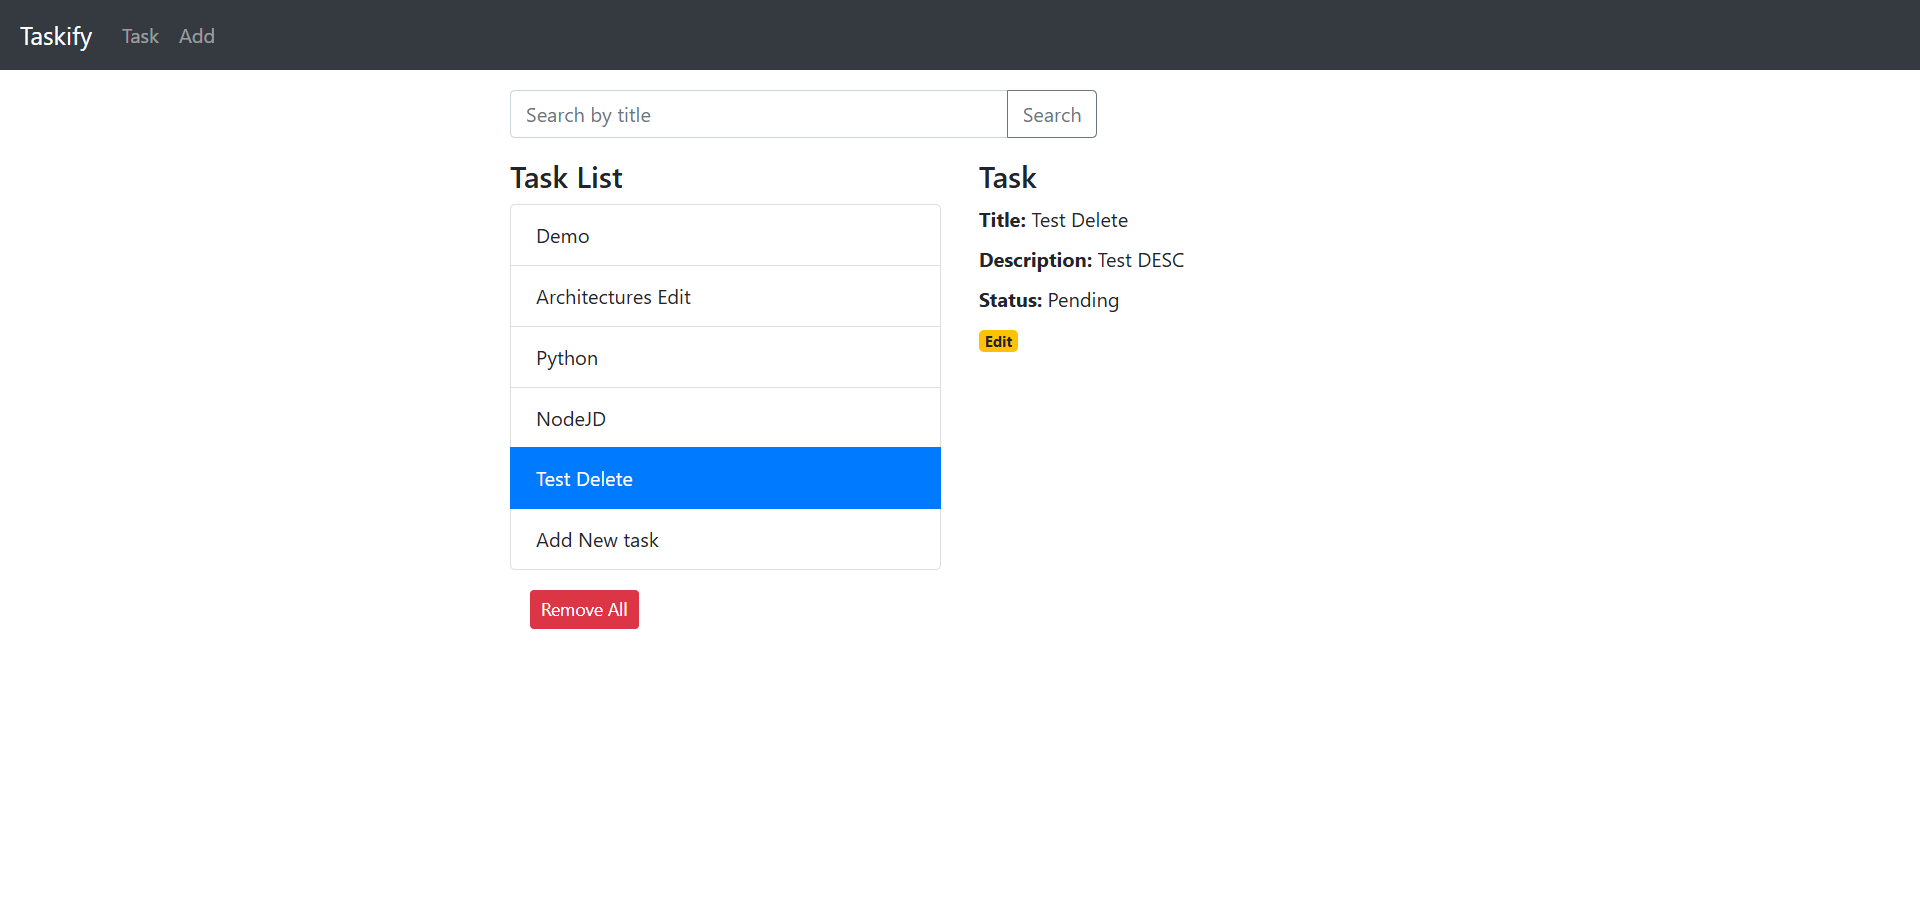 Taskify Task Add
Search by title Search
Task List
Demo
Architectures Edit
Python
NodeJD
Test Delete
Add New task
Remove All
Task
Title: Test Delete
Description: Test DESC
Status: Pending
Edit